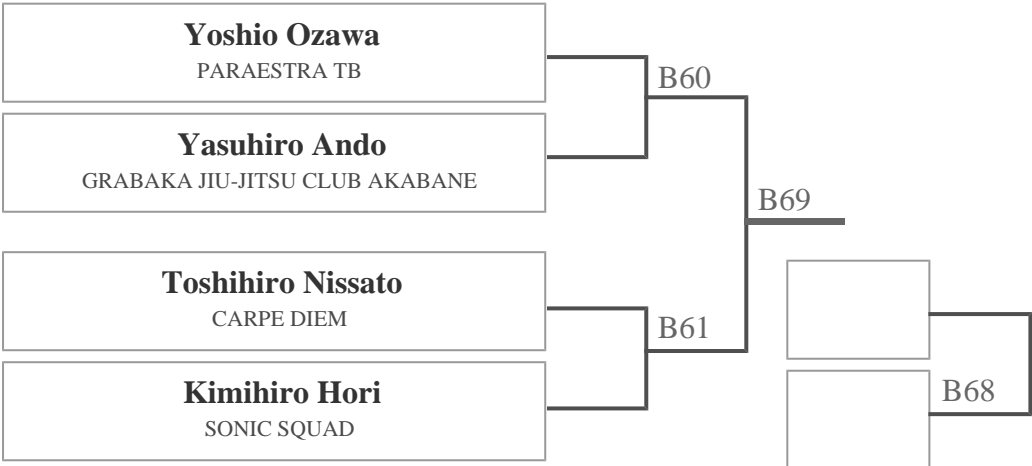 Yoshio Ozawa
PARAESTRA TB
B60
Yasuhiro Ando
GRABAKA JIU-JITSU CLUB AKABANE
B69
Toshihiro Nissato
CARPE DIEM
B61
Kimihiro Hori
SONIC SQUAD
B68